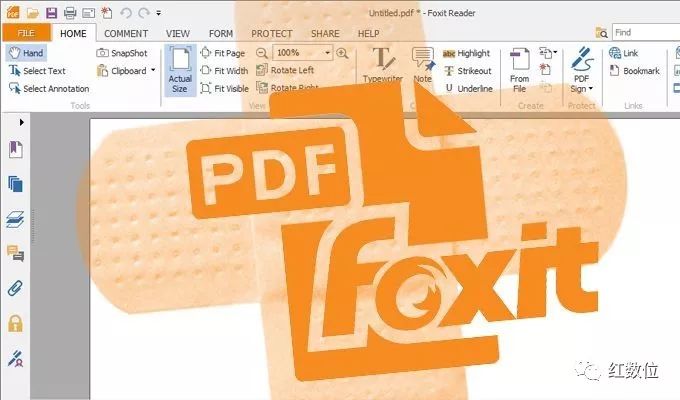 Untitled.pdf * - Foxit Reader
FILE HOME COMMENT VIEW FORM PROTECT SHARE HELP Find
Hand SnapShot Fit Page 100% Highlight Link
Select Text Clipboard Fit Width Rotate Left Strikeout Bookmark
Select Annotation Actual Size Fit Visible Rotate Right Typewriter Note Underline From File PDF Sign
Tools View Create Protect Links
PDF
foxit
红数位